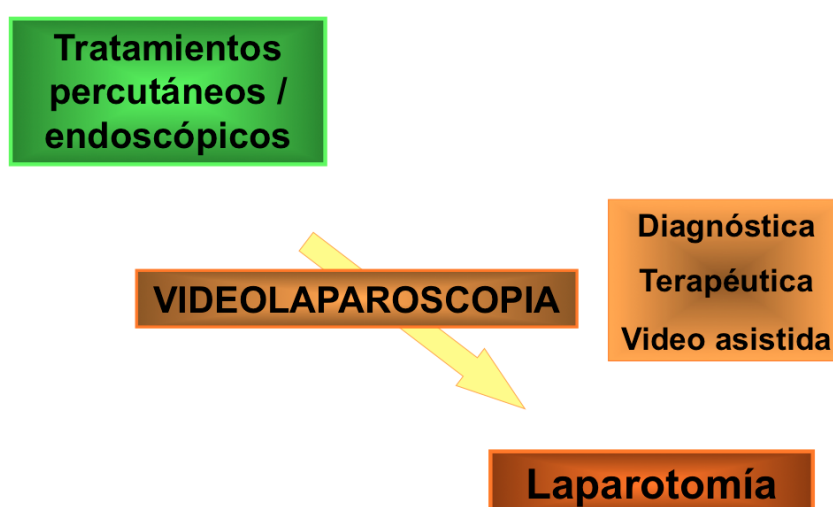 Tratamientos
percutáneos /
endoscópicos
Diagnóstica
Terapéutica
Video asistida
VIDEOLAPAROSCOPIA
Laparotomía